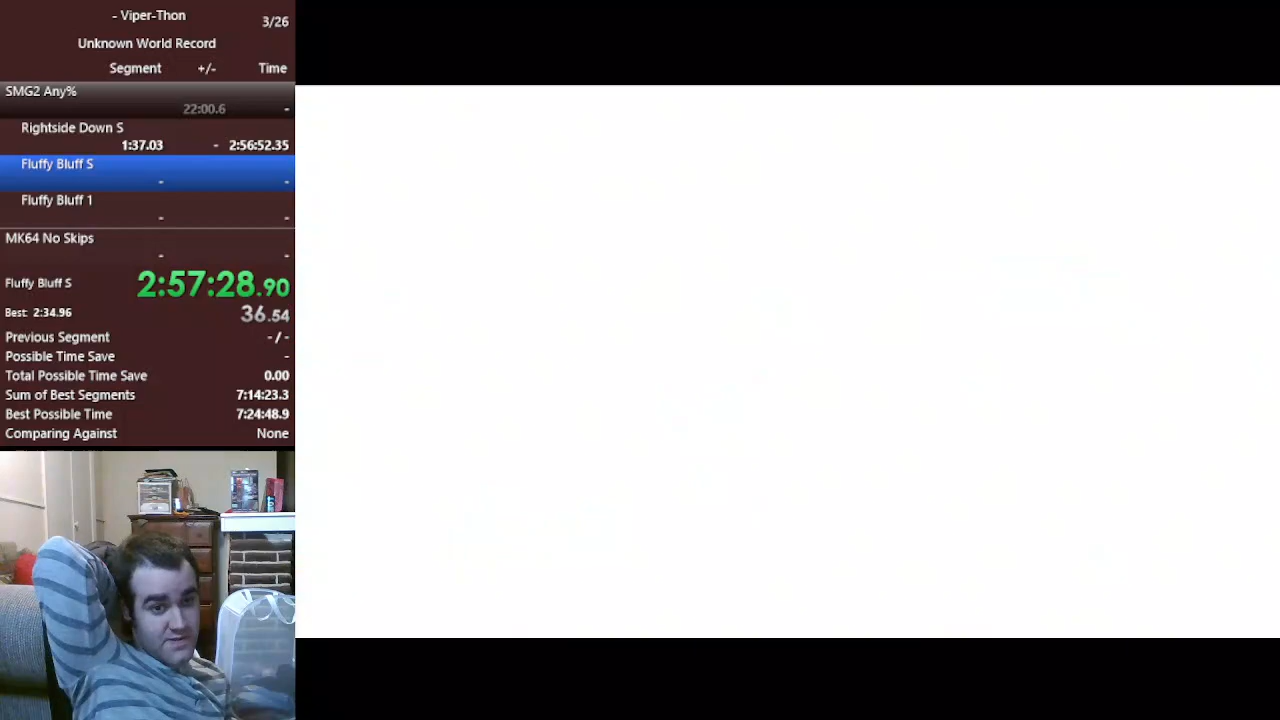 - Viper-Thon
3/26
Unknown World Record
Segment +/- Time
SMG2 Any%
22:00.6 -
Rightside Down S
1:37.03 - 2:56:52.35
Fluffy Bluff S
- -
Fluffy Bluff 1
- -
MK64 No Skips
- -
Fluffy Bluff S 2:57:28.90
Best: 2:34.96 36.54
Previous Segment - / -
Possible Time Save -
Total Possible Time Save 0.00
Sum of Best Segments 7:14:23.3
Best Possible Time 7:24:48.9
Comparing Against None